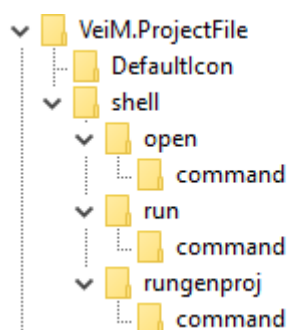 VeiM.ProjectFile
DefaultIcon
shell
open
command
run
command
rungenproj
command